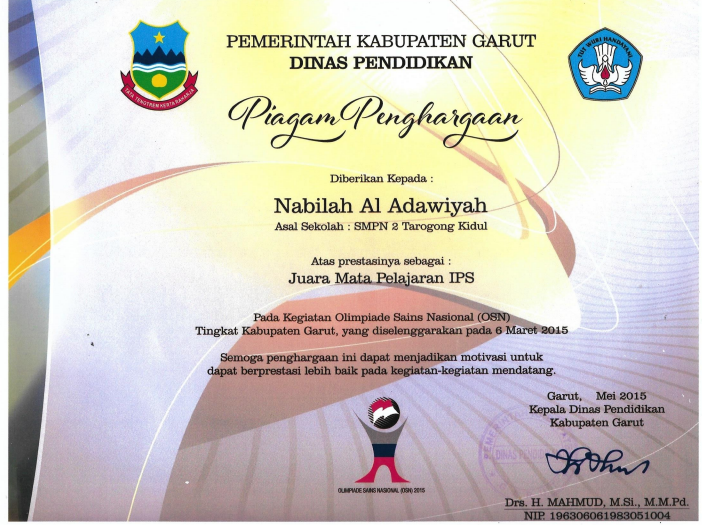 PEMERINTAH KABUPATEN GARUT
DINAS PENDIDIKAN
TATA TENGTREM KERTA RAHARJA
TUT WURI HANDAYANI
Piagam Penghargaan
Diberikan Kepada :
Nabilah Al Adawiyah
Asal Sekolah : SMPN 2 Tarogong Kidul
Atas prestasinya sebagai :
Juara Mata Pelajaran IPS
Pada Kegiatan Olimpiade Sains Nasional (OSN)
Tingkat Kabupaten Garut, yang diselenggarakan pada 6 Maret 2015
Semoga penghargaan ini dapat menjadikan motivasi untuk
dapat berprestasi lebih baik pada kegiatan-kegiatan mendatang.
Garut, Mei 2015
Kepala Dinas Pendidikan
Kabupaten Garut
DINAS
OLIMPIADE SAINS NASIONAL (OSN) 2015
Drs. H. MAHMUD, M.Si., M.M.Pd.
NIP. 196306061983051004